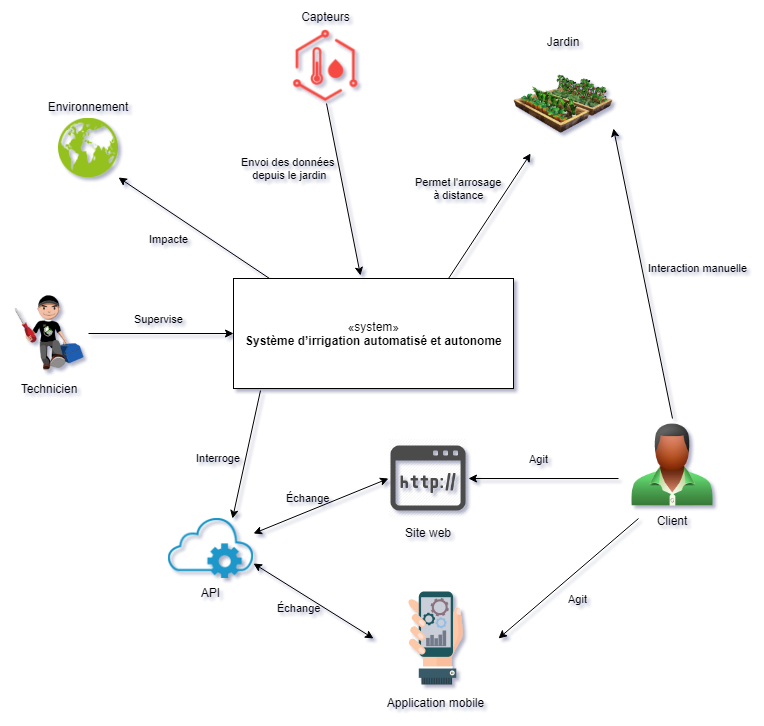 Capteurs
Jardin
Environnement
Envoi des données
depuis le jardin
Permet l'arrosage
à distance
Impacte
Interaction manuelle
Supervise
«system»
Système d'irrigation automatisé et autonome
Technicien
Interroge
http://
Agit
Échange
Site web
Client
API
Échange
Agit
Application mobile